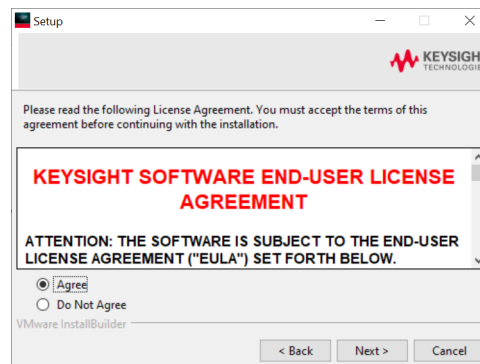 Setup
KEYSIGH
TECHNOLOGIE
Please read the following License Agreement. You must accept the terms of this
agreement before continuing with the installation.
KEYSIGHT SOFTWARE END-USER LICENSE
AGREEMENT
ATTENTION: THE SOFTWARE IS SUBJECT TO THE END-USER
LICENSE AGREEMENT ("EULA") SET FORTH BELOW.
Agree
Do Not Agree
VMware InstallBuilder
< Back Next > Cancel